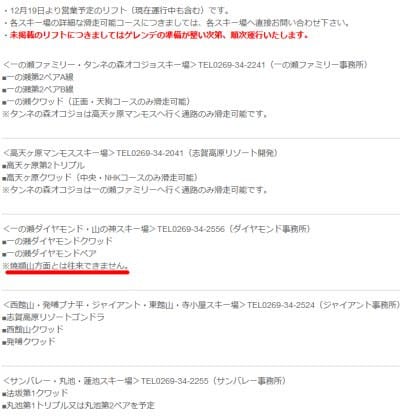 ・12月19日より営業予定のリフト（現在運行中も含む）です。
・各スキー場の詳細な滑走可能コースにつきましては、各スキー場へ直接お問い合わせ下さい。
・未掲載のリフトにつきましてはゲレンデの準備が整い次第、順次運行いたします。
＜一の瀬ファミリー・タンネの森オコジョスキー場＞TEL0269-34-2241（一の瀬ファミリー事務所）
■一の瀬第2ペアA線
■一の瀬第2ペアB線
■一の瀬クワッド（正面・天狗コースのみ滑走可能）
※タンネの森オコジョは高天ヶ原マンモスへ行く通路のみ滑走可能です。
＜高天ヶ原マンモススキー場＞TEL0269-34-2041（志賀高原リゾート開発）
■高天ヶ原第2トリプル
■高天ヶ原クワッド（中央・NHKコースのみ滑走可能）
※タンネの森オコジョは一の瀬ファミリーへ行く通路のみ滑走可能です。
＜一の瀬ダイヤモンド・山の神スキー場＞TEL0269-34-2556（ダイヤモンド事務所）
■一の瀬ダイヤモンドクワッド
■一の瀬ダイヤモンドペア
※焼額山方面とは往来できません。
＜西館山・発哺ブナ平・ジャイアント・東館山・寺小屋スキー場＞TEL0269-34-2524（ジャイアント事務所）
■志賀高原リゾートゴンドラ
■西館山クワッド
■発哺クワッド
＜サンバレー・丸池・蓮池スキー場＞TEL0269-34-2255（サンバレー事務所）
■法坂第1クワッド
■丸池第1トリプル又は丸池第2ペアを予定